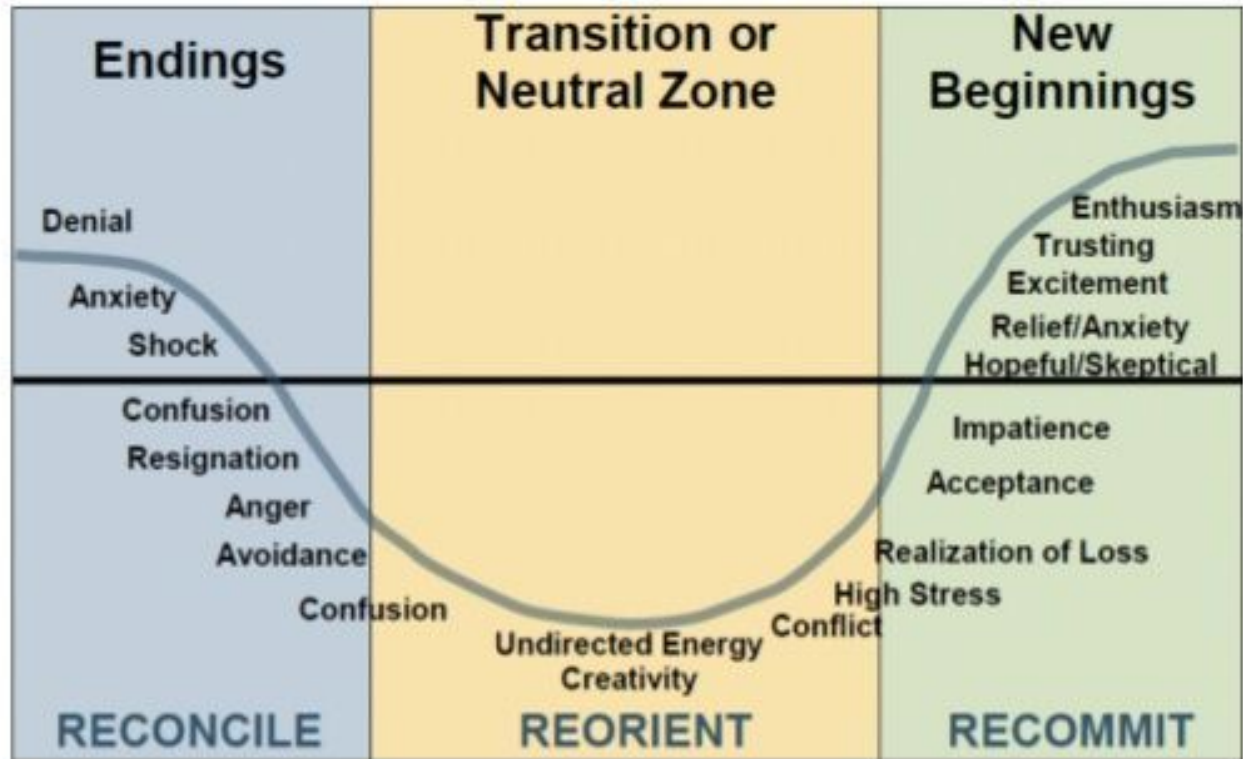 Endings
Transition or
Neutral Zone
New
Beginnings
Denial
Anxiety
Shock
Confusion
Resignation
Anger
Avoidance
Confusion
Undirected Energy
Creativity
Conflict
High Stress
Realization of Loss
Acceptance
Impatience
Hopeful/Skeptical
Relief/Anxiety
Excitement
Trusting
Enthusiasm
RECONCILE
REORIENT
RECOMMIT